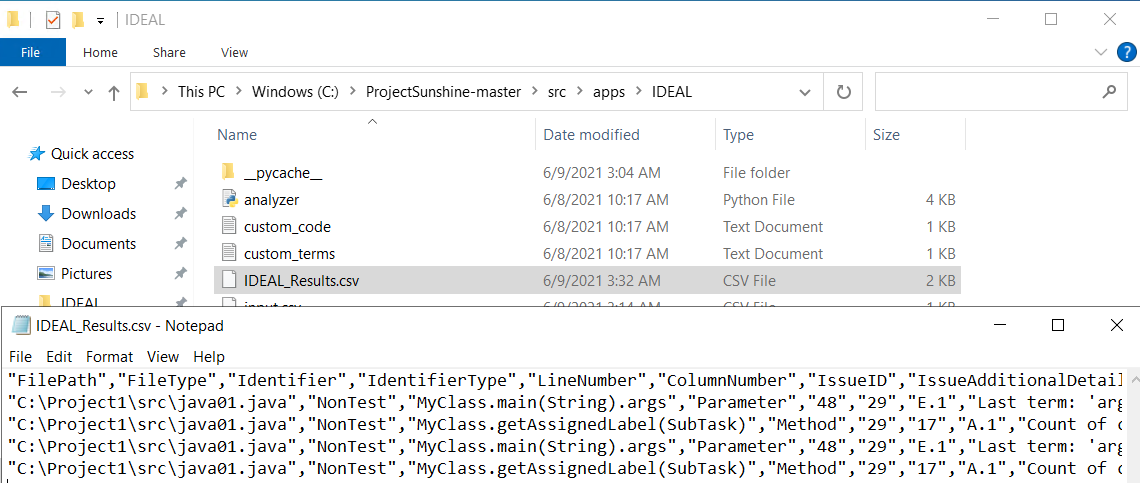 IDEAL
File Home Share View
This PC Windows (C:) ProjectSunshine-master src apps IDEAL
Name Date modified Type Size
Quick access
Desktop
Downloads
Documents
Pictures
IDEAL
__pycache__ 6/9/2021 3:04 AM File folder
analyzer 6/8/2021 10:17 AM Python File 4 KB
custom_code 6/8/2021 10:17 AM Text Document 1 KB
custom_terms 6/8/2021 10:17 AM Text Document 1 KB
IDEAL_Results.csv 6/9/2021 3:32 AM CSV File 2 KB
input.csv CSV File 1 KB
IDEAL_Results.csv - Notepad
File Edit Format View Help
"FilePath","FileType","Identifier","IdentifierType","LineNumber","ColumnNumber","IssueID","IssueAdditionalDetail
"C:\Project1\src\java01.java","NonTest","MyClass.main(String).args","Parameter","48","29","E.1","Last term: 'arg
"C:\Project1\src\java01.java","NonTest","MyClass.getAssignedLabel(SubTask)","Method","29","17","A.1","Count of c
"C:\Project1\src\java01.java","NonTest","MyClass.main(String).args","Parameter","48","29","E.1","Last term: 'arg
"C:\Project1\src\java01.java","NonTest","MyClass.getAssignedLabel(SubTask)","Method","29","17","A.1","Count of c